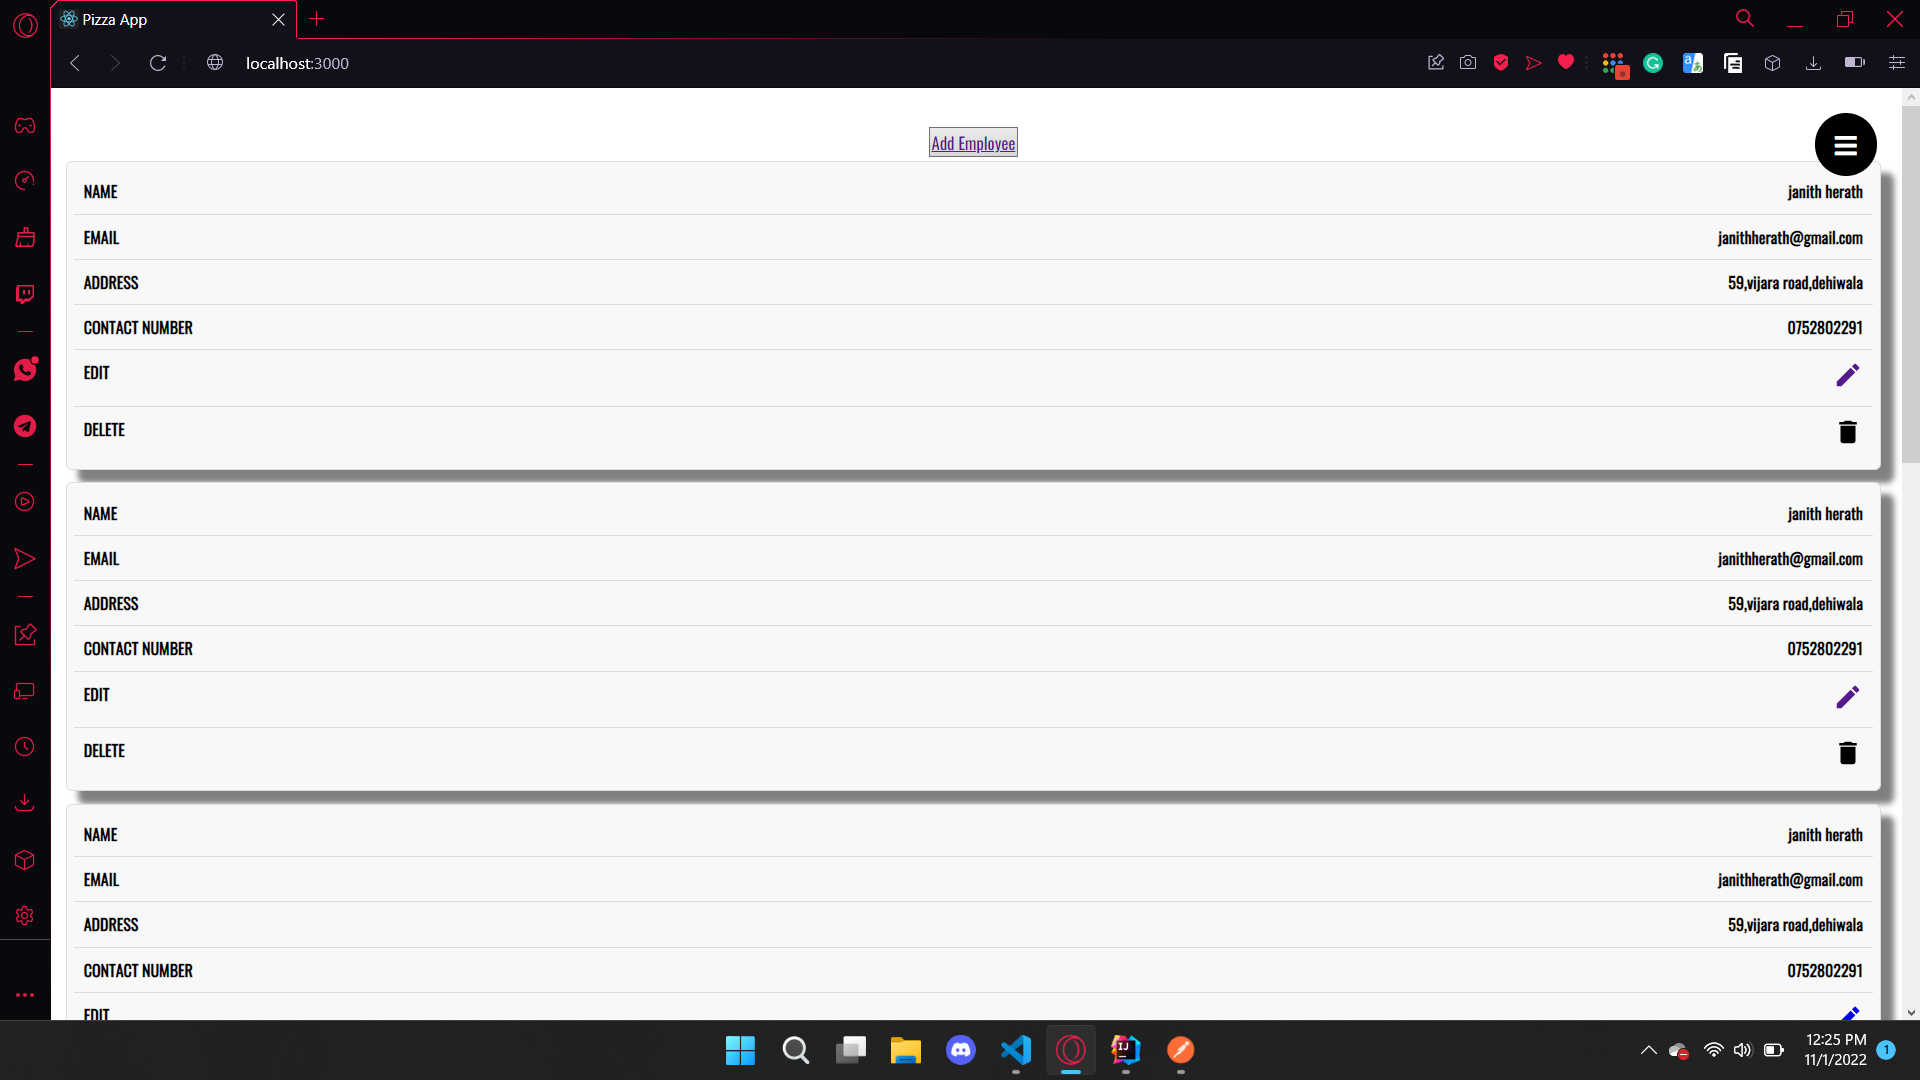 Pizza App
localhost:3000
Add Employee
NAME janith herath
EMAIL janithherath@gmail.com
ADDRESS 59,vijara road,dehiwala
CONTACT NUMBER 0752802291
EDIT
DELETE
NAME janith herath
EMAIL janithherath@gmail.com
ADDRESS 59,vijara road,dehiwala
CONTACT NUMBER 0752802291
EDIT
DELETE
NAME janith herath
EMAIL janithherath@gmail.com
ADDRESS 59,vijara road,dehiwala
CONTACT NUMBER 0752802291
EDIT
12:25 PM
11/1/2022
1